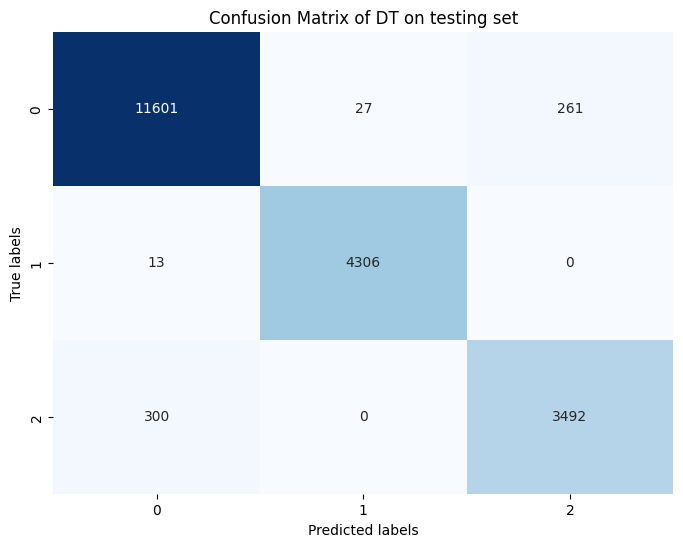 Confusion Matrix of DT on testing set
True labels
0
11601 27 261
1
13 4306 0
2
300 0 3492
0 1 2
Predicted labels